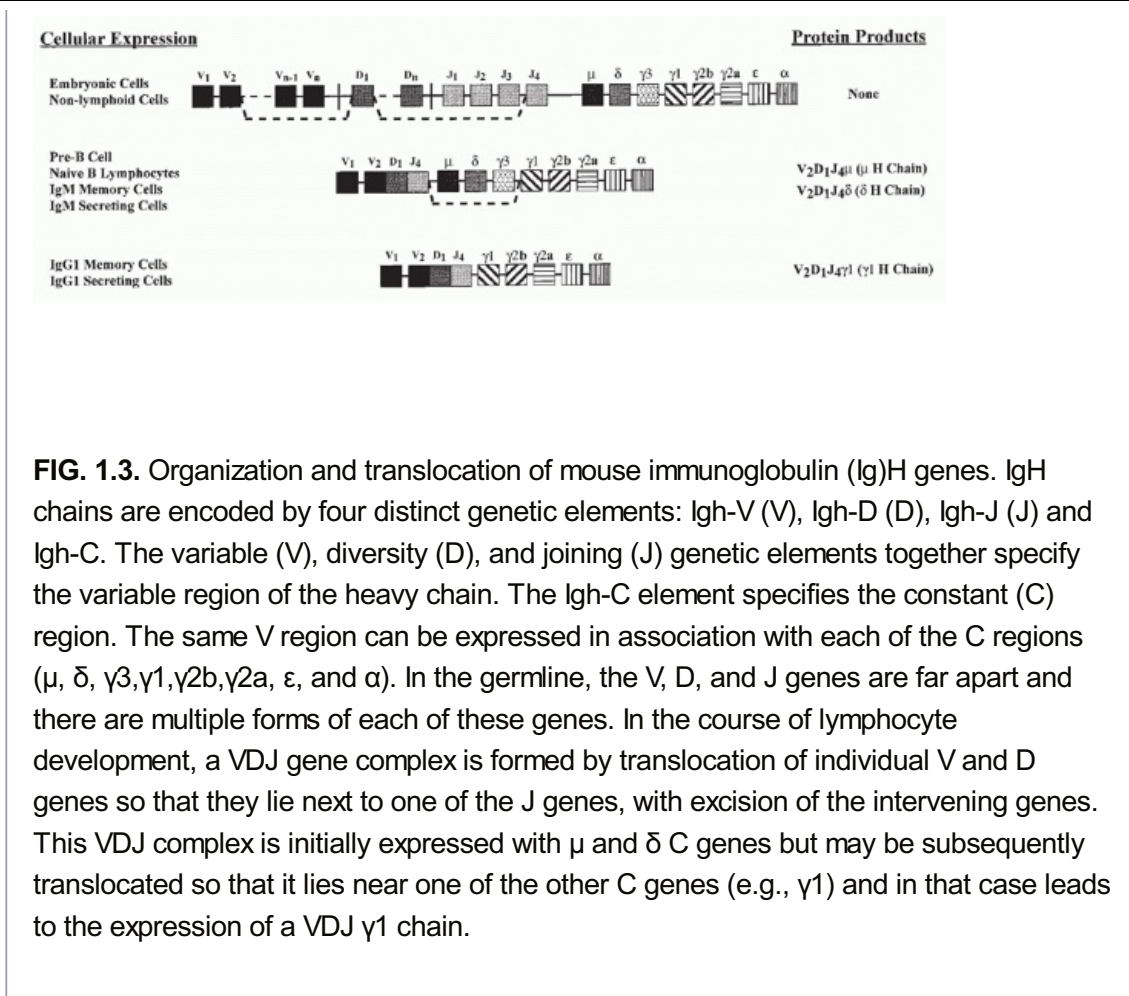 Cellular Expression
Protein Products
V1 V2 Vn-1 Vn D1 Dn J1 J2 J3 J4 μ δ γ3 γ1 γ2b γ2a ε α
Embryonic Cells
Non-lymphoid Cells
None
Pre-B Cell
Naive B Lymphocytes
IgM Memory Cells
IgM Secreting Cells
V1 V2 D1 J4 μ δ γ3 γ1 γ2b γ2a ε α
V2D1J4μ (μ H Chain)
V2D1J4δ (δ H Chain)
IgG1 Memory Cells
IgG1 Secreting Cells
V1 V2 D1 J4 γ1 γ2b γ2a ε α
V2D1J4γ1 (γ1 H Chain)
FIG. 1.3. Organization and translocation of mouse immunoglobulin (Ig)H genes. IgH
chains are encoded by four distinct genetic elements: Igh-V (V), Igh-D (D), Igh-J (J) and
Igh-C. The variable (V), diversity (D), and joining (J) genetic elements together specify
the variable region of the heavy chain. The Igh-C element specifies the constant (C)
region. The same V region can be expressed in association with each of the C regions
(μ, δ, γ3,γ1,γ2b,γ2a, ε, and α). In the germline, the V, D, and J genes are far apart and
there are multiple forms of each of these genes. In the course of lymphocyte
development, a VDJ gene complex is formed by translocation of individual V and D
genes so that they lie next to one of the J genes, with excision of the intervening genes.
This VDJ complex is initially expressed with μ and δ C genes but may be subsequently
translocated so that it lies near one of the other C genes (e.g., γ1) and in that case leads
to the expression of a VDJ γ1 chain.